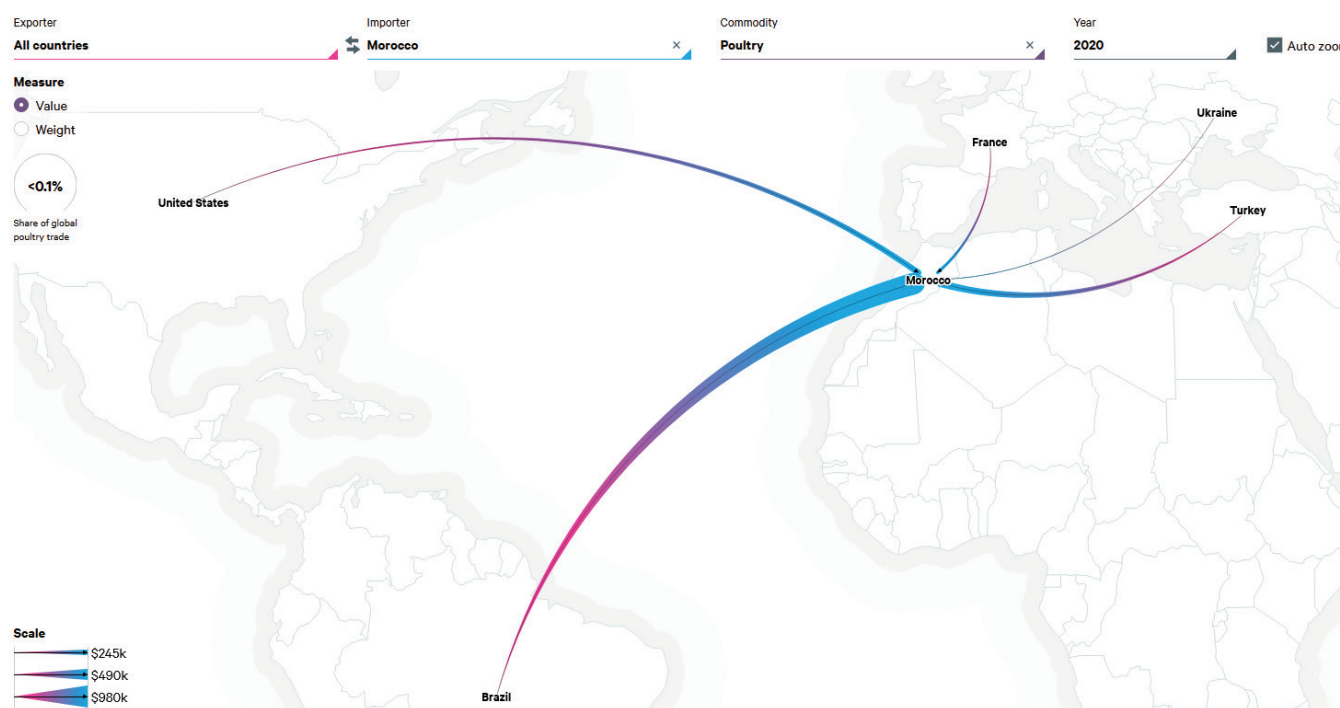 Exporter
All countries
Importer
Morocco ×
Commodity
Poultry ×
Year
2020
Auto zoo
Measure
Value
Weight
<0.1%
Share of global
poultry trade
Ukraine
France
United States
Turkey
Morocco
Brazil
Scale
$245k
$490k
$980k